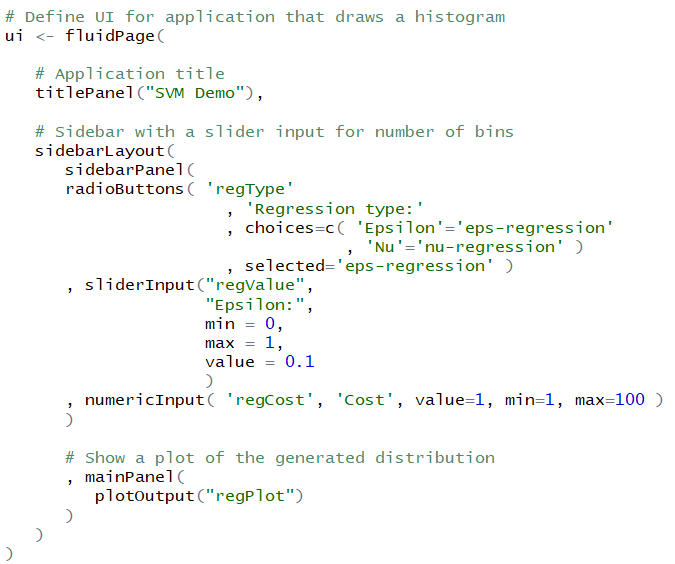 # Define UI for application that draws a histogram
ui <- fluidPage(
# Application title
titlePanel("SVM Demo"),
# Sidebar with a slider input for number of bins
sidebarLayout(
sidebarPanel(
radioButtons( 'regType'
, 'Regression type:'
, choices=c( 'Epsilon'='eps-regression'
, 'Nu'='nu-regression' )
, selected='eps-regression' )
, sliderInput("regValue",
"Epsilon:",
min = 0,
max = 1,
value = 0.1
)
, numericInput( 'regCost', 'Cost', value=1, min=1, max=100 )
)
# Show a plot of the generated distribution
, mainPanel(
plotOutput("regPlot")
)
)
)